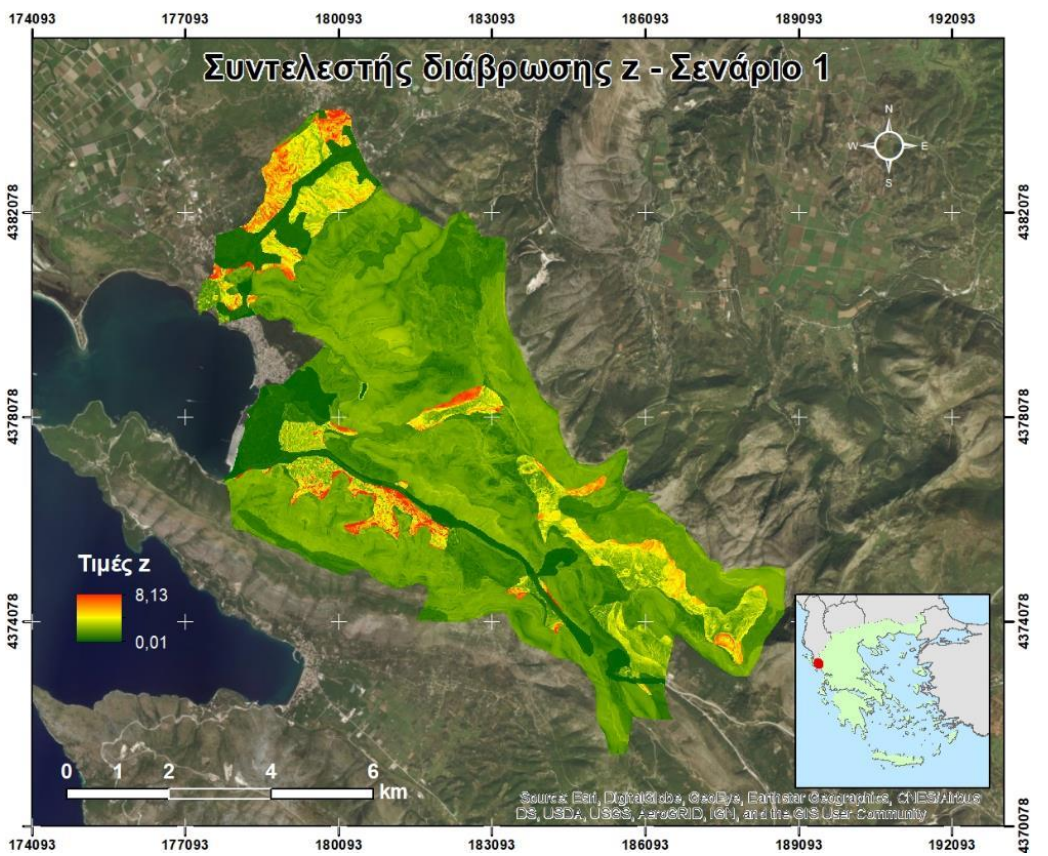 174093 177093 180093 183093 186093 189093 192093
Συντελεστής διάβρωσης z - Σενάριο 1
N
W E
S
4382078 4382078
4378078 4378078
Τιμές z
8,13
0,01
4374078 4374078
0 1 2 4 6
km
Source: Esri, DigitalGlobe, GeoEye, Earthstar Geographics, CNES/Airbus
DS, USDA, USGS, AeroGRID, IGN, and the GIS User Community
4370078 4370078
174093 177093 180093 183093 186093 189093 192093